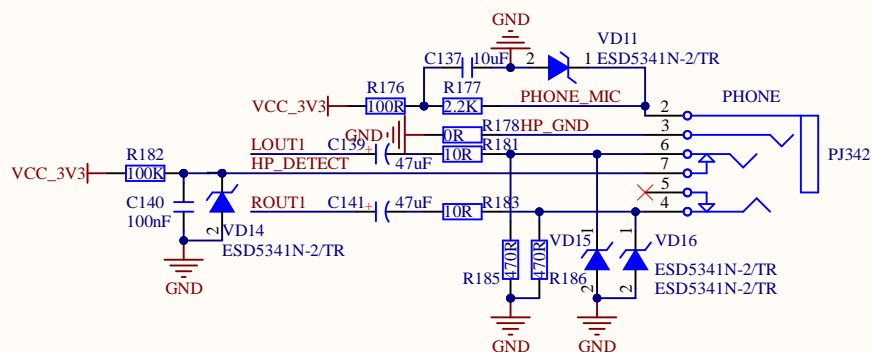 GND
VD11
C137 10uF 2 1 ESD5341N-2/TR
R176 R177
VCC_3V3 100R 2.2K PHONE_MIC 2 PHONE
GND 0R R178 HP_GND 3
LOUT1 C139 + 10R R181 6 PJ342
R182 HP_DETECT 47uF 7
VCC_3V3 100K
5
C140 ROUT1 C141 + 47uF 10R R183 4
100nF
2 VD14 VD15 1 1 VD16
ESD5341N-2/TR 470R 470R
R185 R186 ESD5341N-2/TR
2 2 ESD5341N-2/TR
GND
GND GND